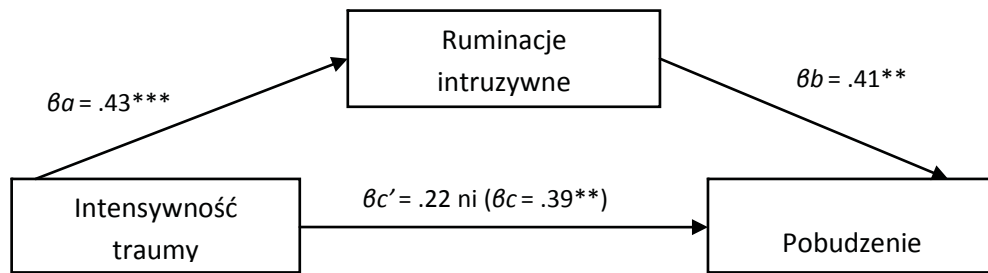 Ruminacje
intruzywne
βa = .43***
βb = .41**
Intensywność
traumy
βc’ = .22 ni (βc = .39**)
Pobudzenie